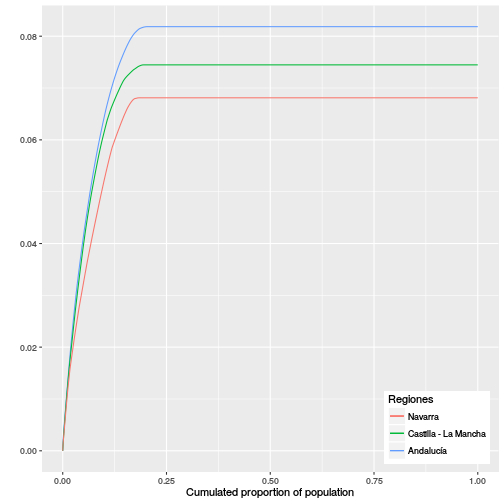 0.08
0.06
0.04
0.02
0.00
0.00 0.25 0.50 0.75 1.00
Cumulated proportion of population
Regiones
Navarra
Castilla - La Mancha
Andalucía